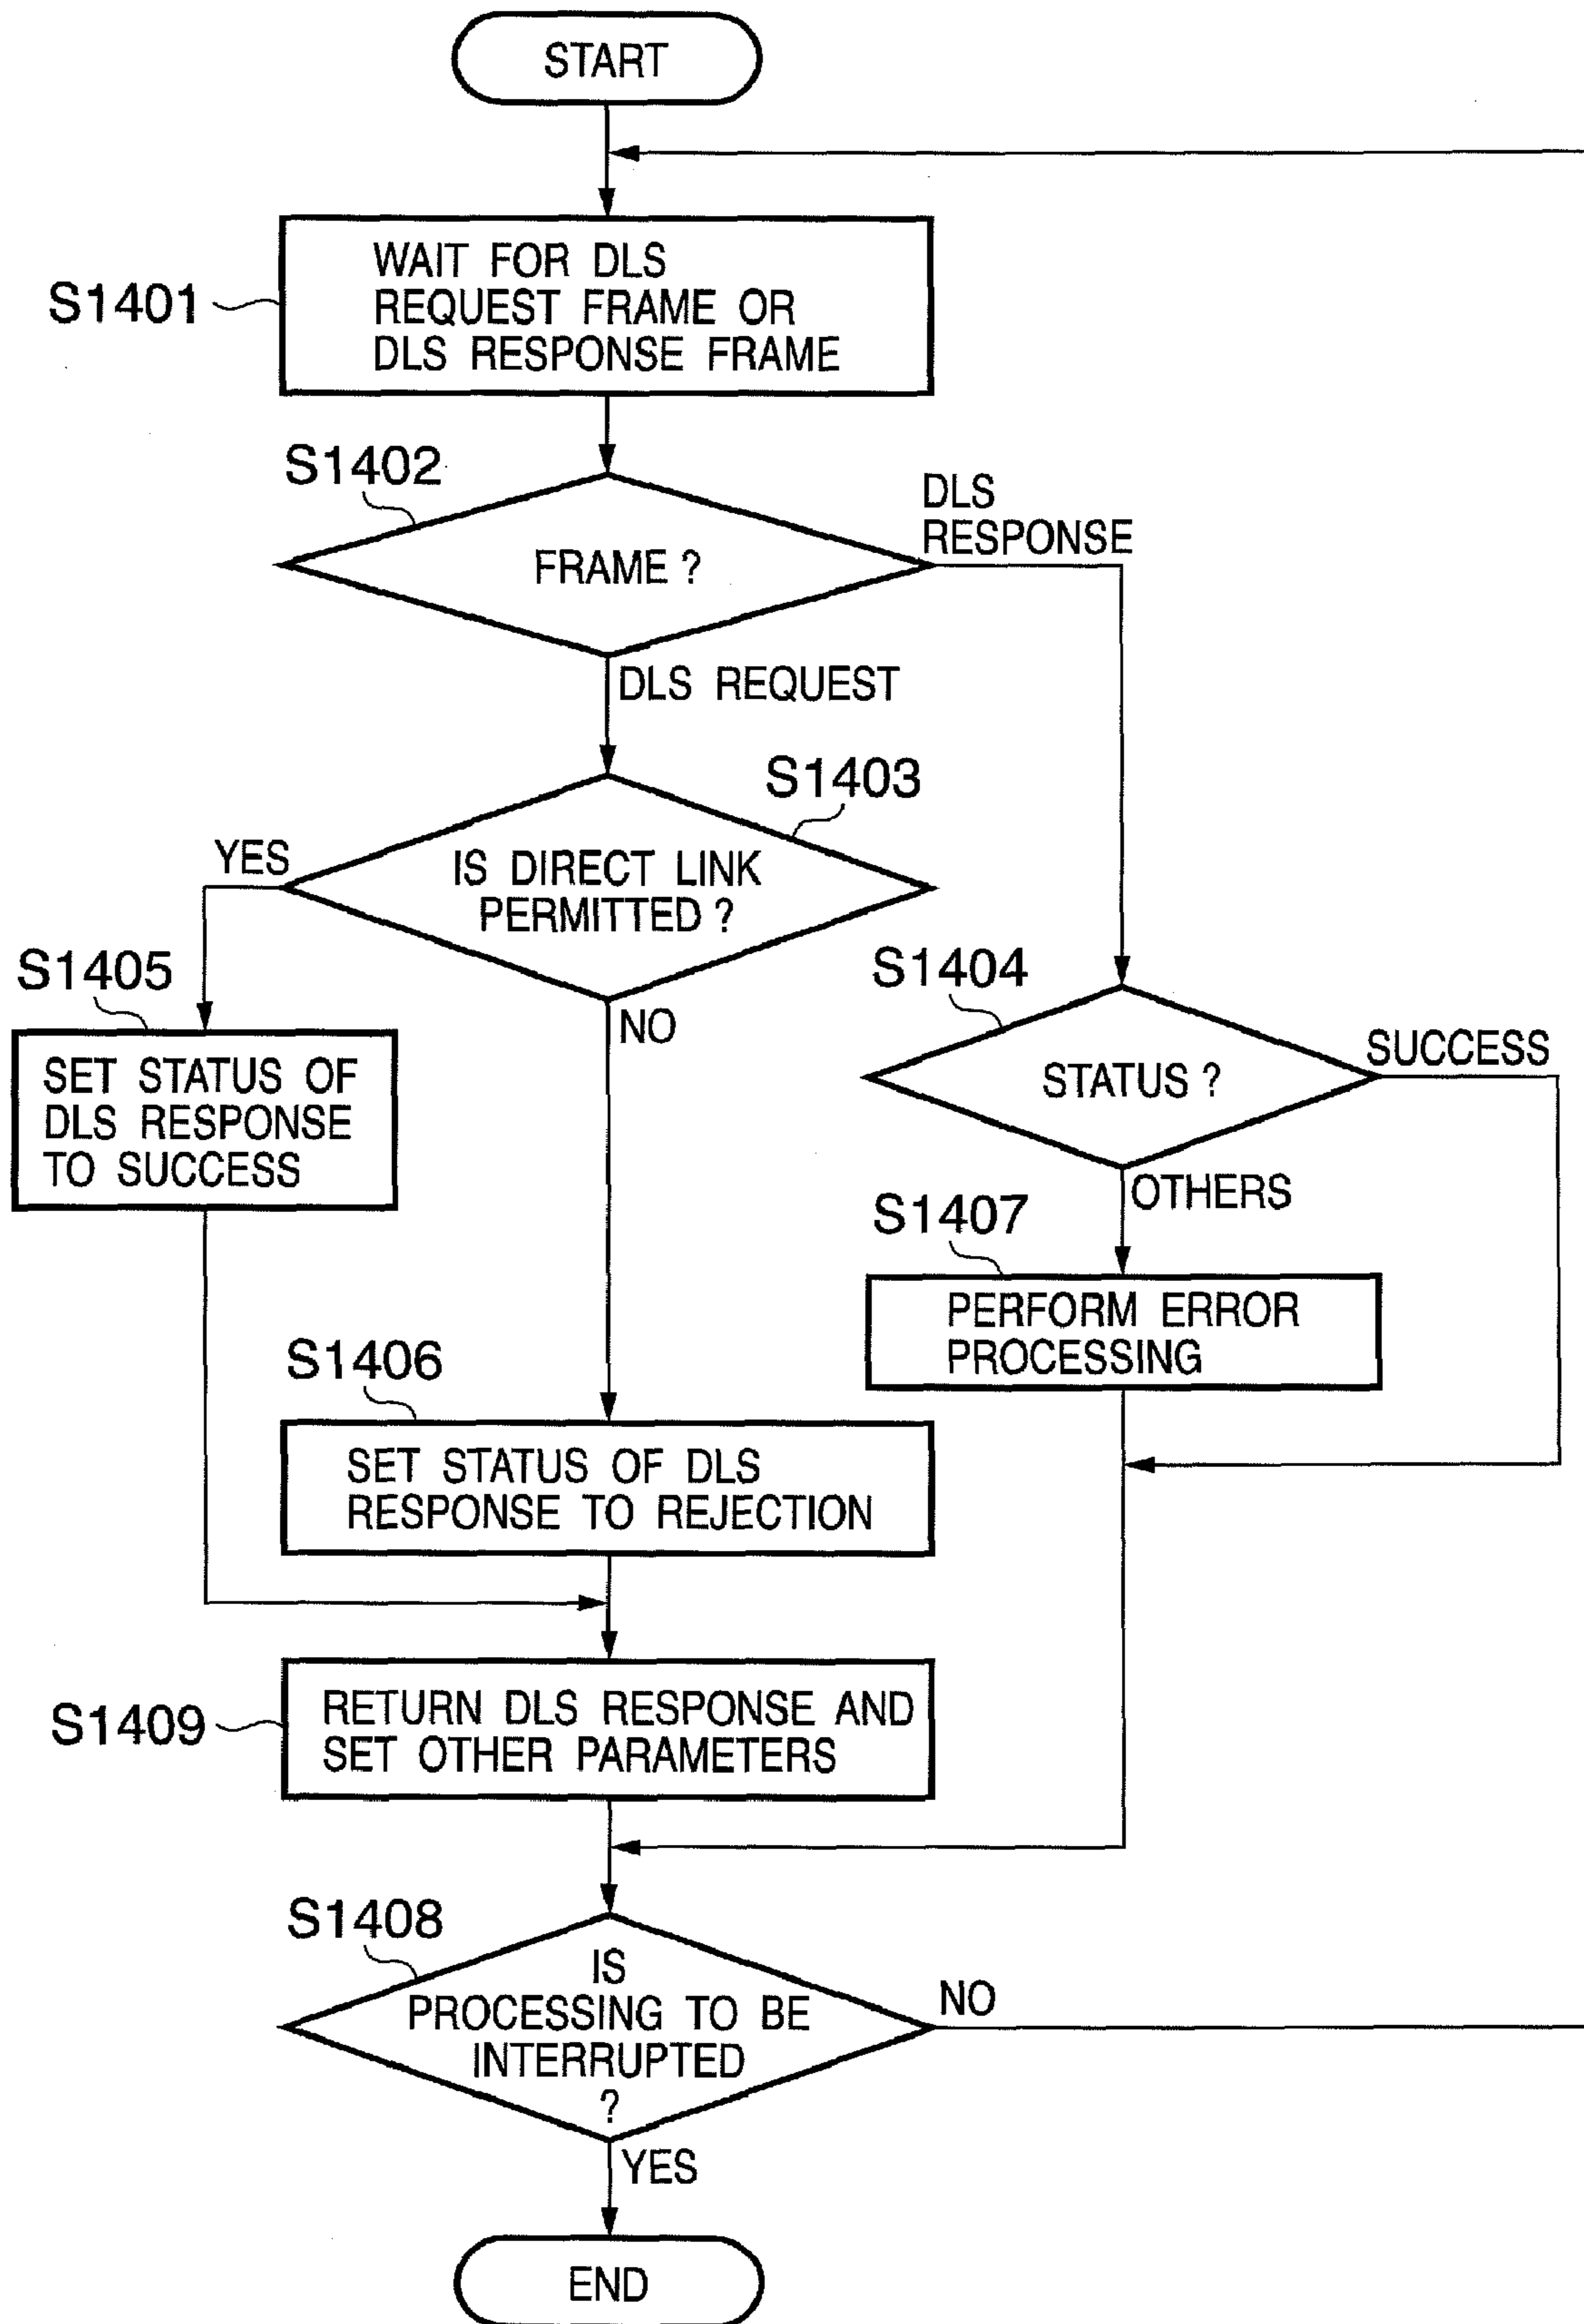 START
S1401
WAIT FOR DLS
REQUEST FRAME OR
DLS RESPONSE FRAME
S1402
FRAME ?
DLS
RESPONSE
DLS REQUEST
S1403
YES
IS DIRECT LINK
PERMITTED ?
NO
S1404
STATUS ?
SUCCESS
OTHERS
S1405
SET STATUS OF
DLS RESPONSE
TO SUCCESS
S1407
PERFORM ERROR
PROCESSING
S1406
SET STATUS OF DLS
RESPONSE TO REJECTION
S1409
RETURN DLS RESPONSE AND
SET OTHER PARAMETERS
S1408
IS
PROCESSING TO BE
INTERRUPTED
?
NO
YES
END